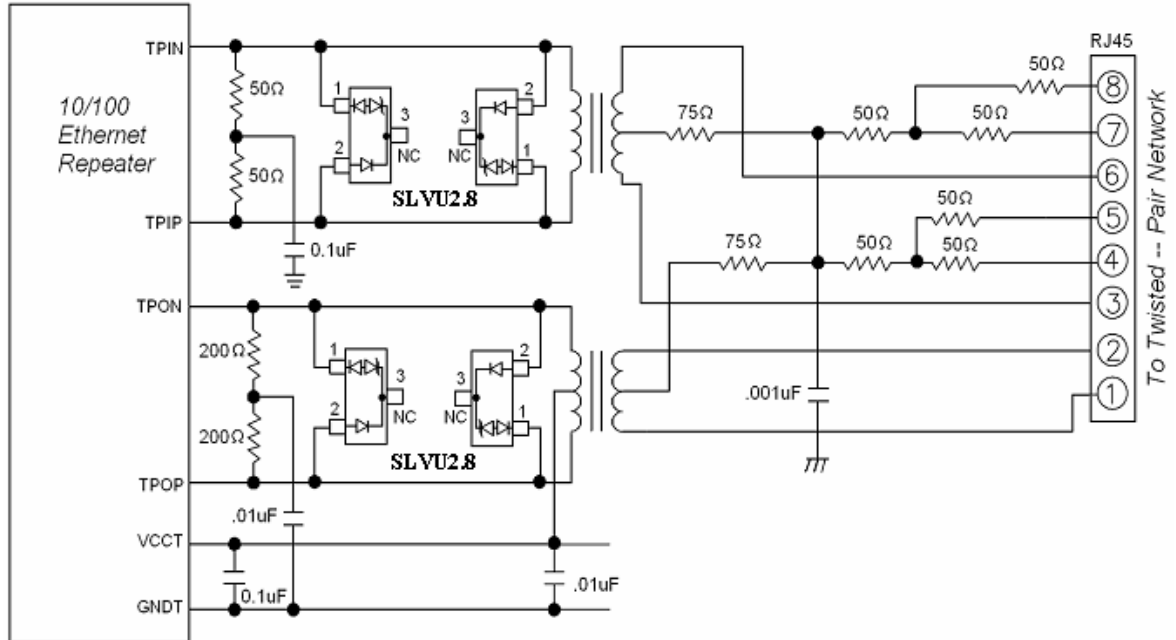 RJ45
TPIN
50Ω
1
2
50Ω
8
10/100
Ethernet
Repeater
50Ω
3
NC
3
NC
75Ω
50Ω
50Ω
7
50Ω
2
1
6
SLVU2.8
TPIP
50Ω
5
0.1uF
75Ω
50Ω
50Ω
4
TPON
3
200Ω
1
2
2
3
NC
3
NC
.001uF
1
200Ω
2
1
SLVU2.8
TPOP
.01uF
VCCT
0.1uF
.01uF
GNDT
To Twisted -- Pair Network